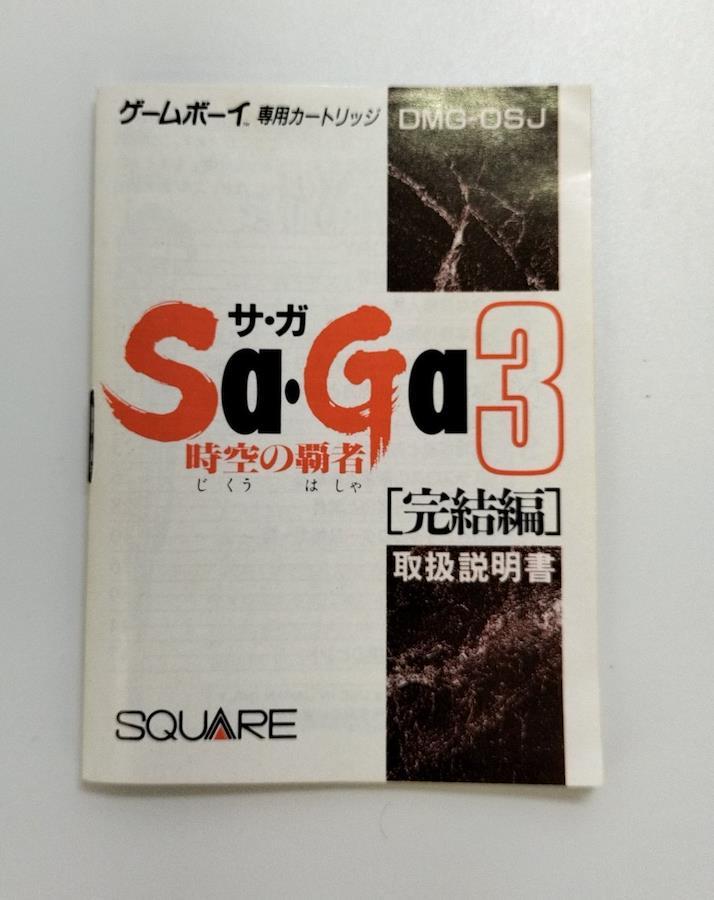 ゲームボーイ™ 専用カートリッジ DMG-OSJ
サ・ガ
Sa・Ga3
時空の覇者
じくう はしゃ
[完結編]
取扱説明書
SQUARE